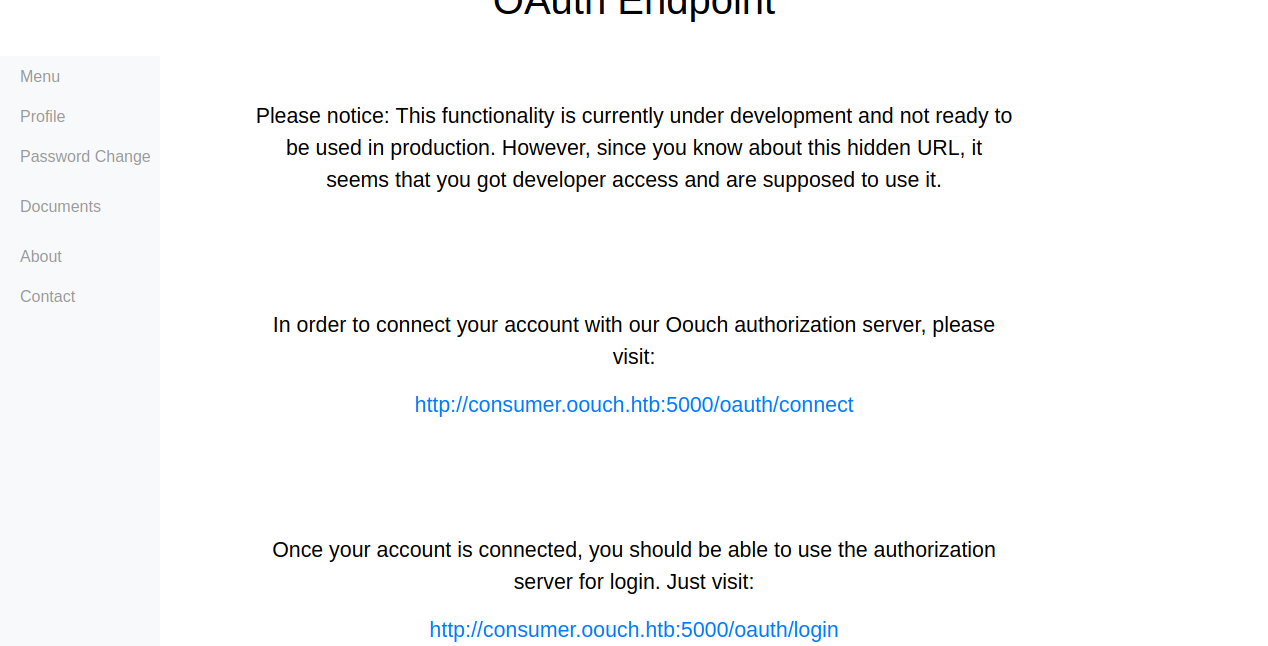 OAuth Endpoint
Menu
Profile
Password Change
Documents
About
Contact
Please notice: This functionality is currently under development and not ready to
be used in production. However, since you know about this hidden URL, it
seems that you got developer access and are supposed to use it.
In order to connect your account with our Oouch authorization server, please
visit:
http://consumer.oouch.htb:5000/oauth/connect
Once your account is connected, you should be able to use the authorization
server for login. Just visit:
http://consumer.oouch.htb:5000/oauth/login